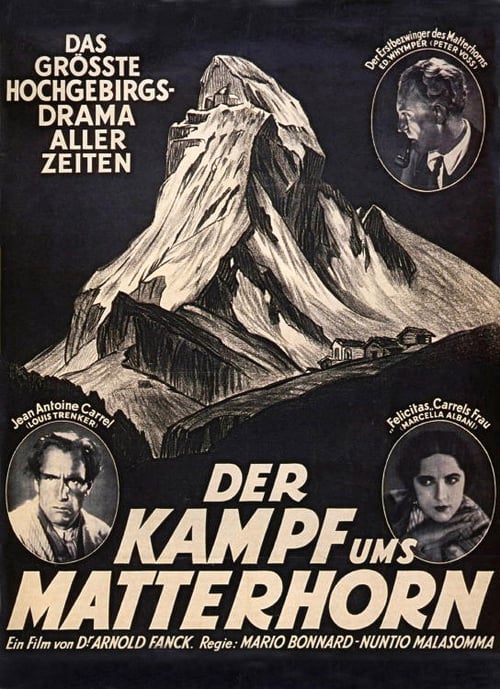 DAS
GRÖSSTE
HOCHGEBIRGS-
DRAMA
ALLER
ZEITEN
Der Erstbezwinger des Matterhorns
ED. WHYMPER (PETER VOSS)
Jean Antoine Carrel
(LOUIS TRENKER)
„Felicitas„ Carrels Frau
(MARCELLA ALBANI)
DER
KAMPF UMS
MATTERHORN
Ein Film von Dr. ARNOLD FANCK. Regie: MARIO BONNARD-NUNTIO MALASOMMA